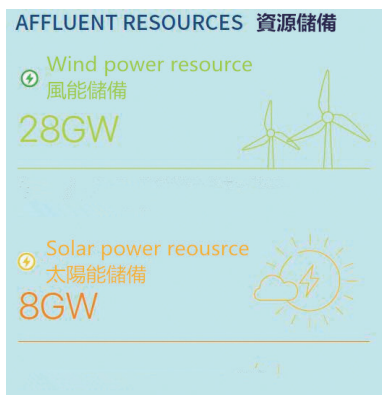 AFFLUENT RESOURCES 資源儲備
Wind power resource
風能儲備
28GW
Solar power reousrce
太陽能儲備
8GW